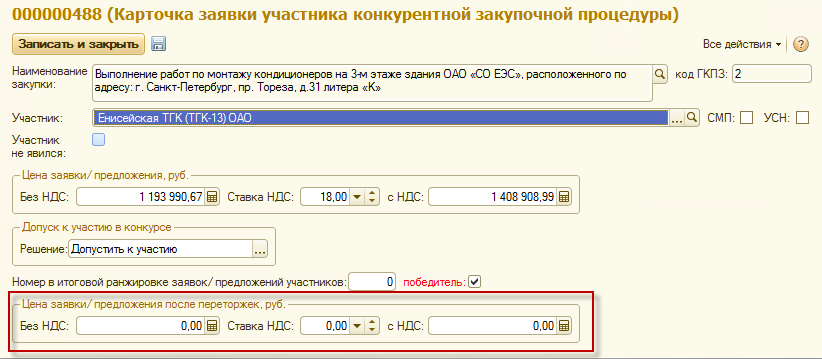 000000488 (Карточка заявки участника конкурентной закупочной процедуры)
Записать и закрыть
Все действия
?
Наименование закупки:
Выполнение работ по монтажу кондиционеров на 3-м этаже здания ОАО «СО ЕЭС», расположенного по
адресу: г. Санкт-Петербург, пр. Тореза, д.31 литера «К»
код ГКПЗ: 2
Участник: Енисейская ТГК (ТГК-13) ОАО ... СМП: УСН:
Участник
не явился:
Цена заявки/ предложения, руб.
Без НДС: 1 193 990,67 Ставка НДС: 18,00 с НДС: 1 408 908,99
Допуск к участию в конкурсе
Решение: Допустить к участию ...
Номер в итоговой ранжировке заявок/ предложений участников: 0 победитель:
Цена заявки/ предложения после переторжек, руб.
Без НДС: 0,00 Ставка НДС: 0,00 с НДС: 0,00